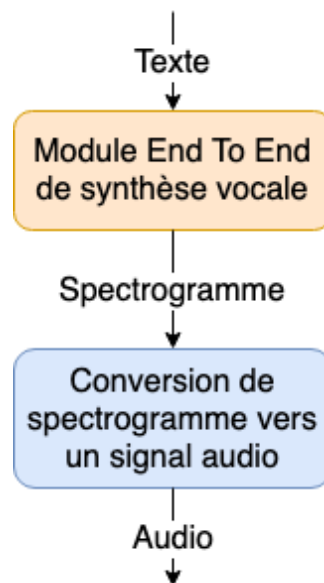 Texte
Module End To End
de synthèse vocale
Spectrogramme
Conversion de
spectrogramme vers
un signal audio
Audio